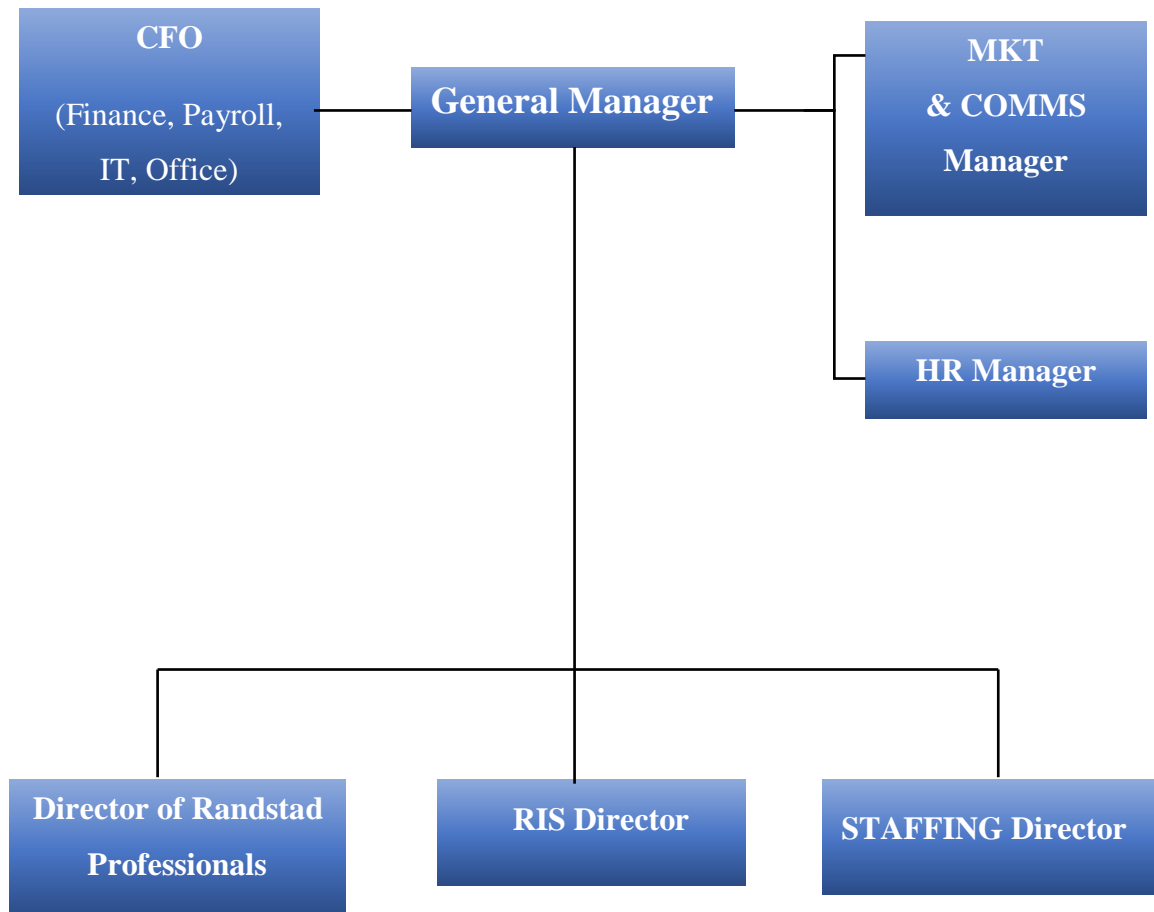 CFO
(Finance, Payroll,
IT, Office)
General Manager
MKT
& COMMS
Manager
HR Manager
Director of Randstad
Professionals
RIS Director
STAFFING Director